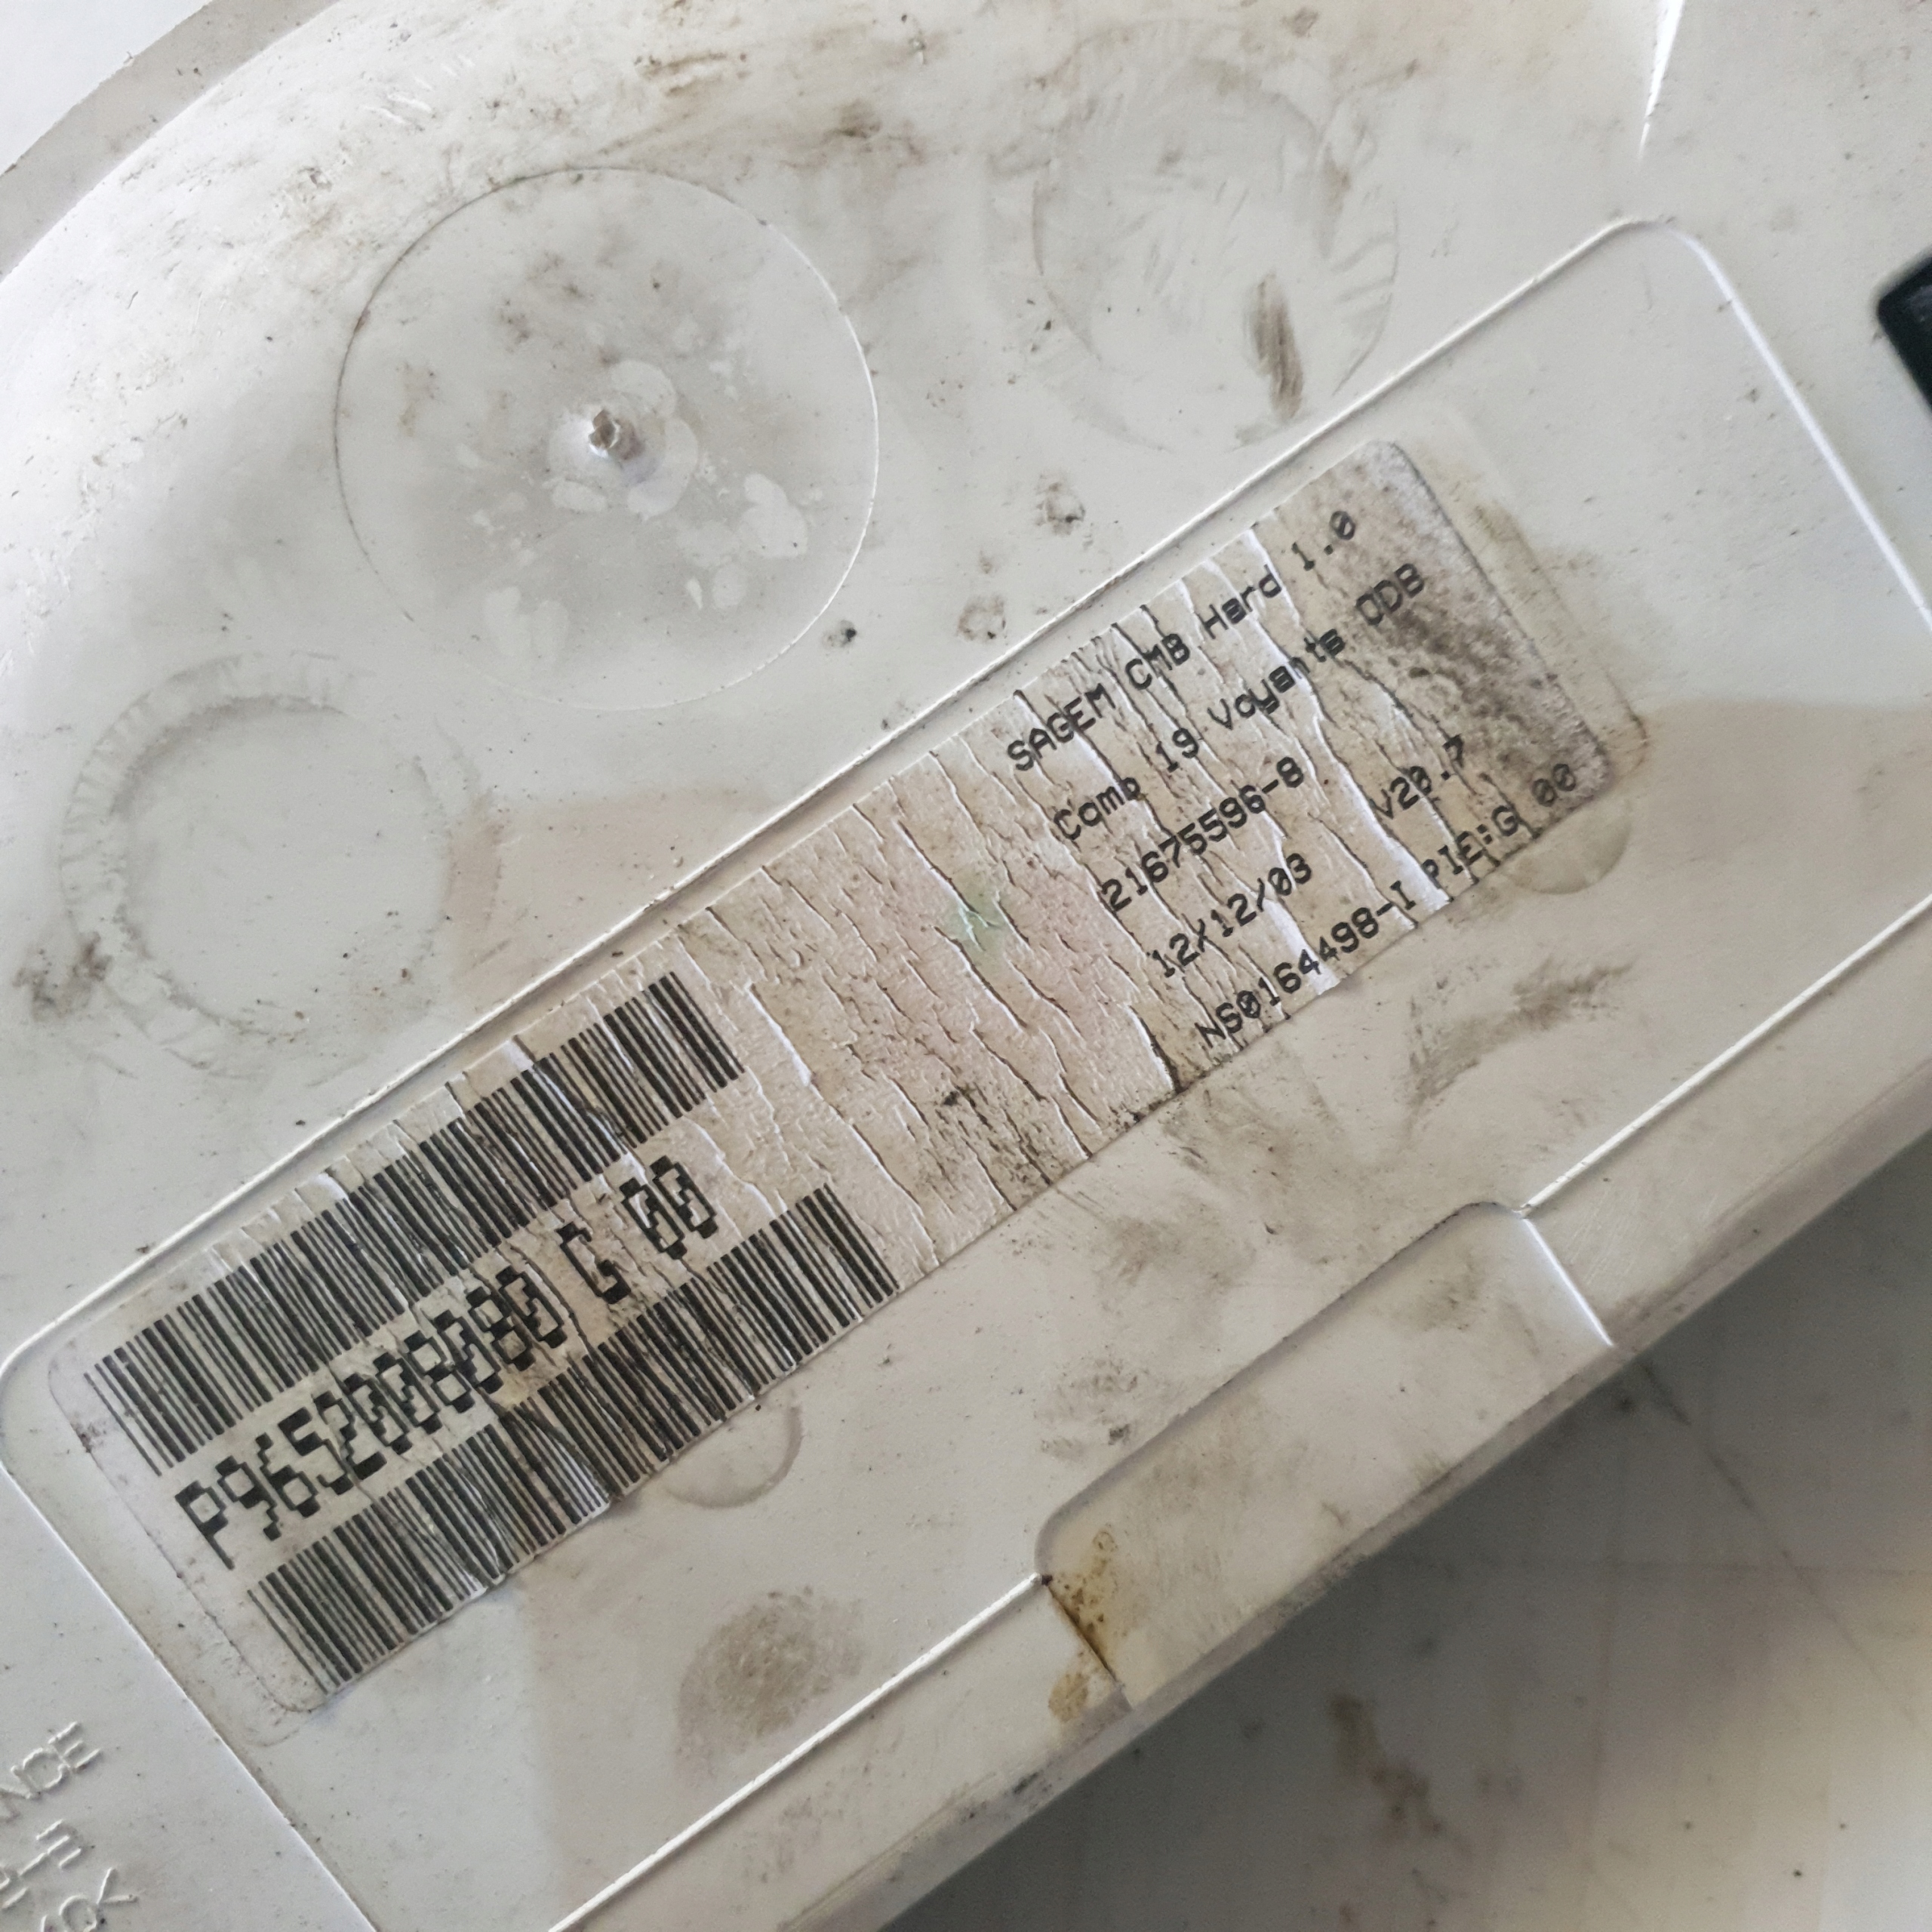 SAGEM CMB Hard 1.0
Comb 19 Voyants ODB
21675596-8
12/12/03 V20.7
NS0164498-I PIE:G 00
P9652008080 G 00